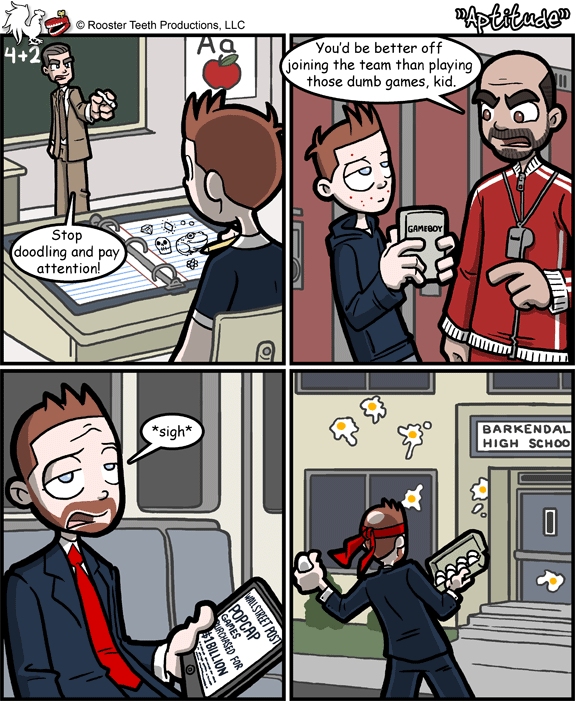 © Rooster Teeth Productions, LLC
"Aptitude"
4+2
Aa
Stop
doodling and pay
attention!
You'd be better off
joining the team than playing
those dumb games, kid.
GAMEBOY
*sigh*
WALLSTREET POST
POPCAP
GAMES
PURCHASED FOR
$1 BILLION
BARKENDAL
HIGH SCHOO